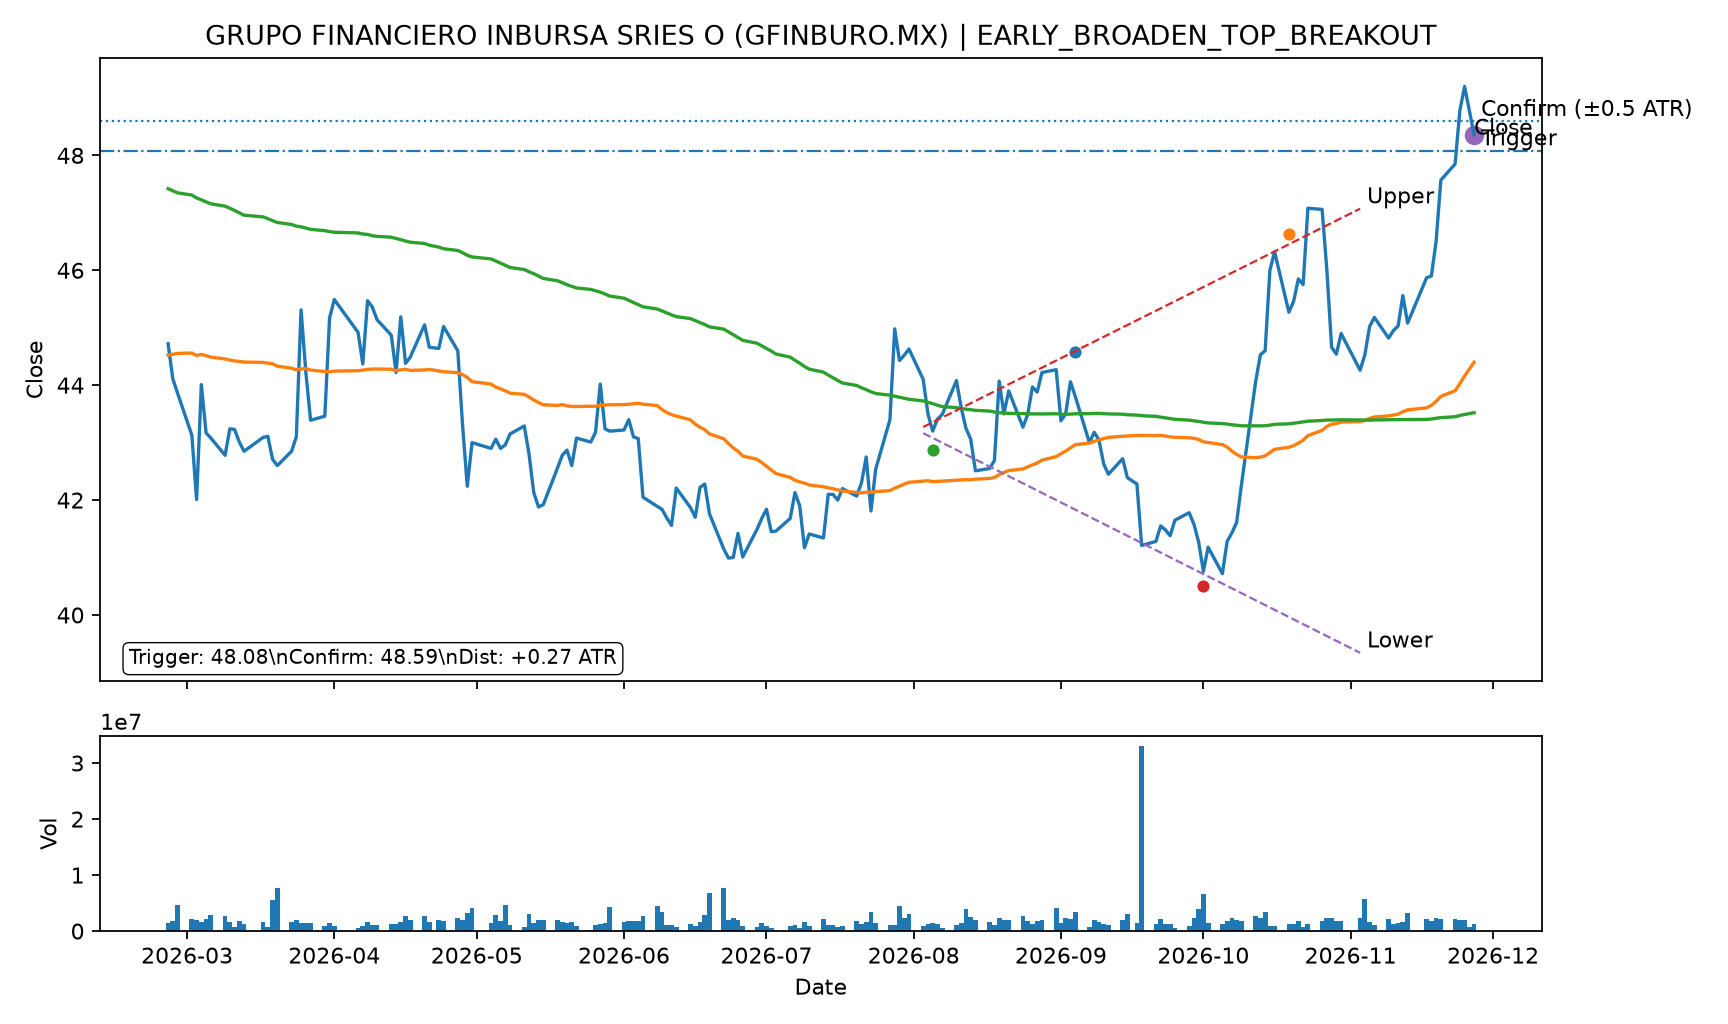 GRUPO FINANCIERO INBURSA SRIES O (GFINBURO.MX) | EARLY_BROADEN_TOP_BREAKOUT
Confirm (±0.5 ATR)
Close
Trigger
Upper
Lower
48
46
44
42
40
Close
Trigger: 48.08\nConfirm: 48.59\nDist: +0.27 ATR
1e7
3
2
1
0
Vol
2026-03
2026-04
2026-05
2026-06
2026-07
2026-08
2026-09
2026-10
2026-11
2026-12
Date